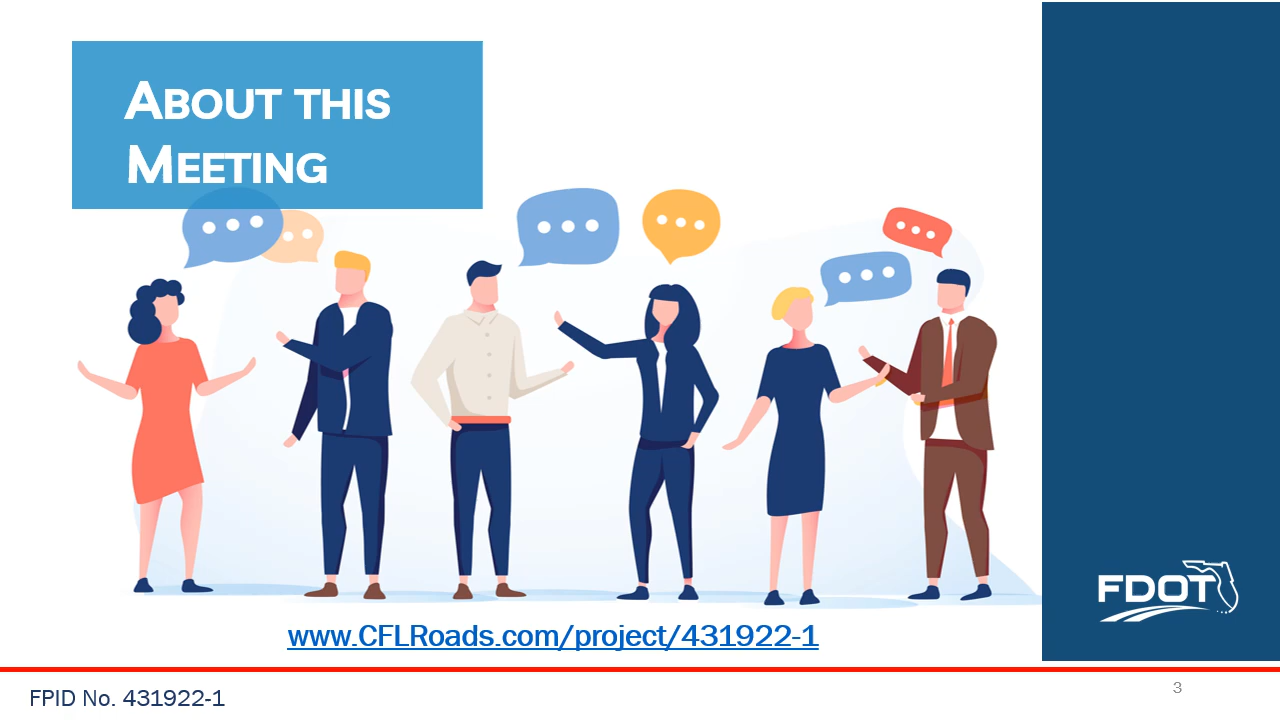 ABOUT THIS
MEETING
FDOT
www.CFLRoads.com/project/431922-1
FPID No. 431922-1
3